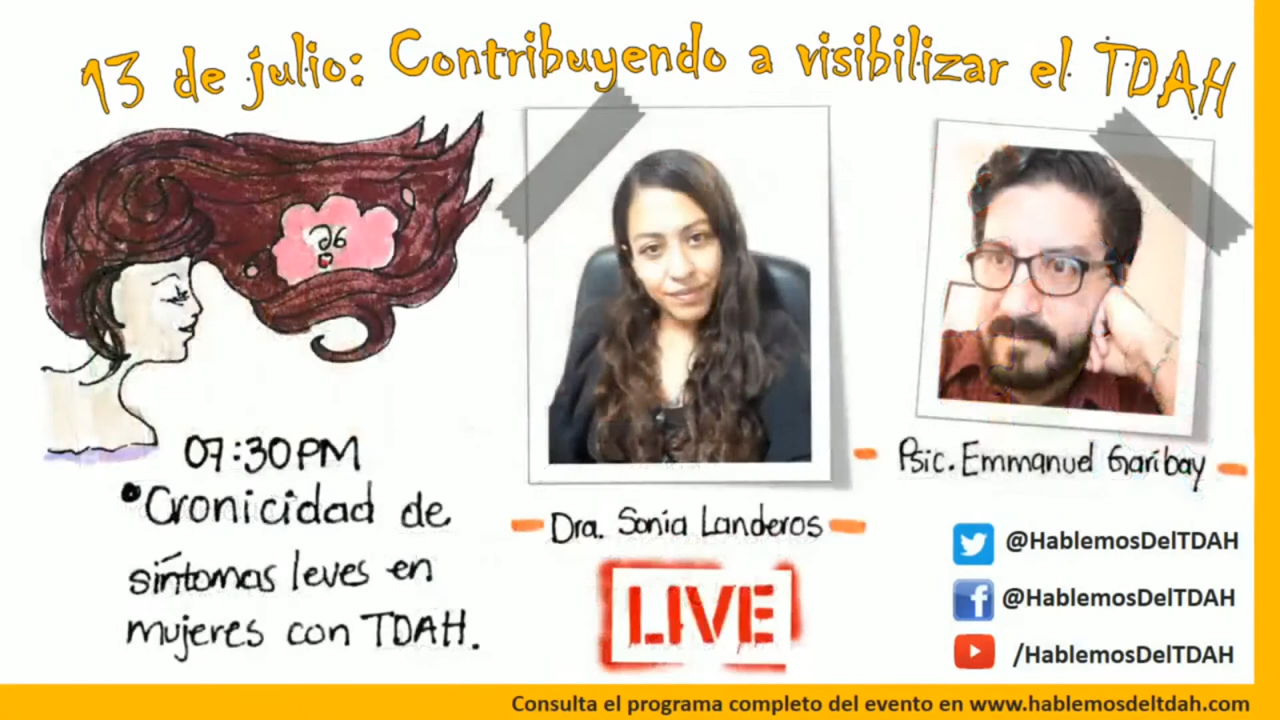 13 de julio: Contribuyendo a visibilizar el TDAH
07:30PM
•Cronicidad de
síntomas leves en
mujeres con TDAH.
Dra. Sonia Landeros
Psic. Emmanuel Garibay
LIVE
@HablemosDelTDAH
@HablemosDelTDAH
/HablemosDelTDAH
Consulta el programa completo del evento en www.hablemosdeltdah.com